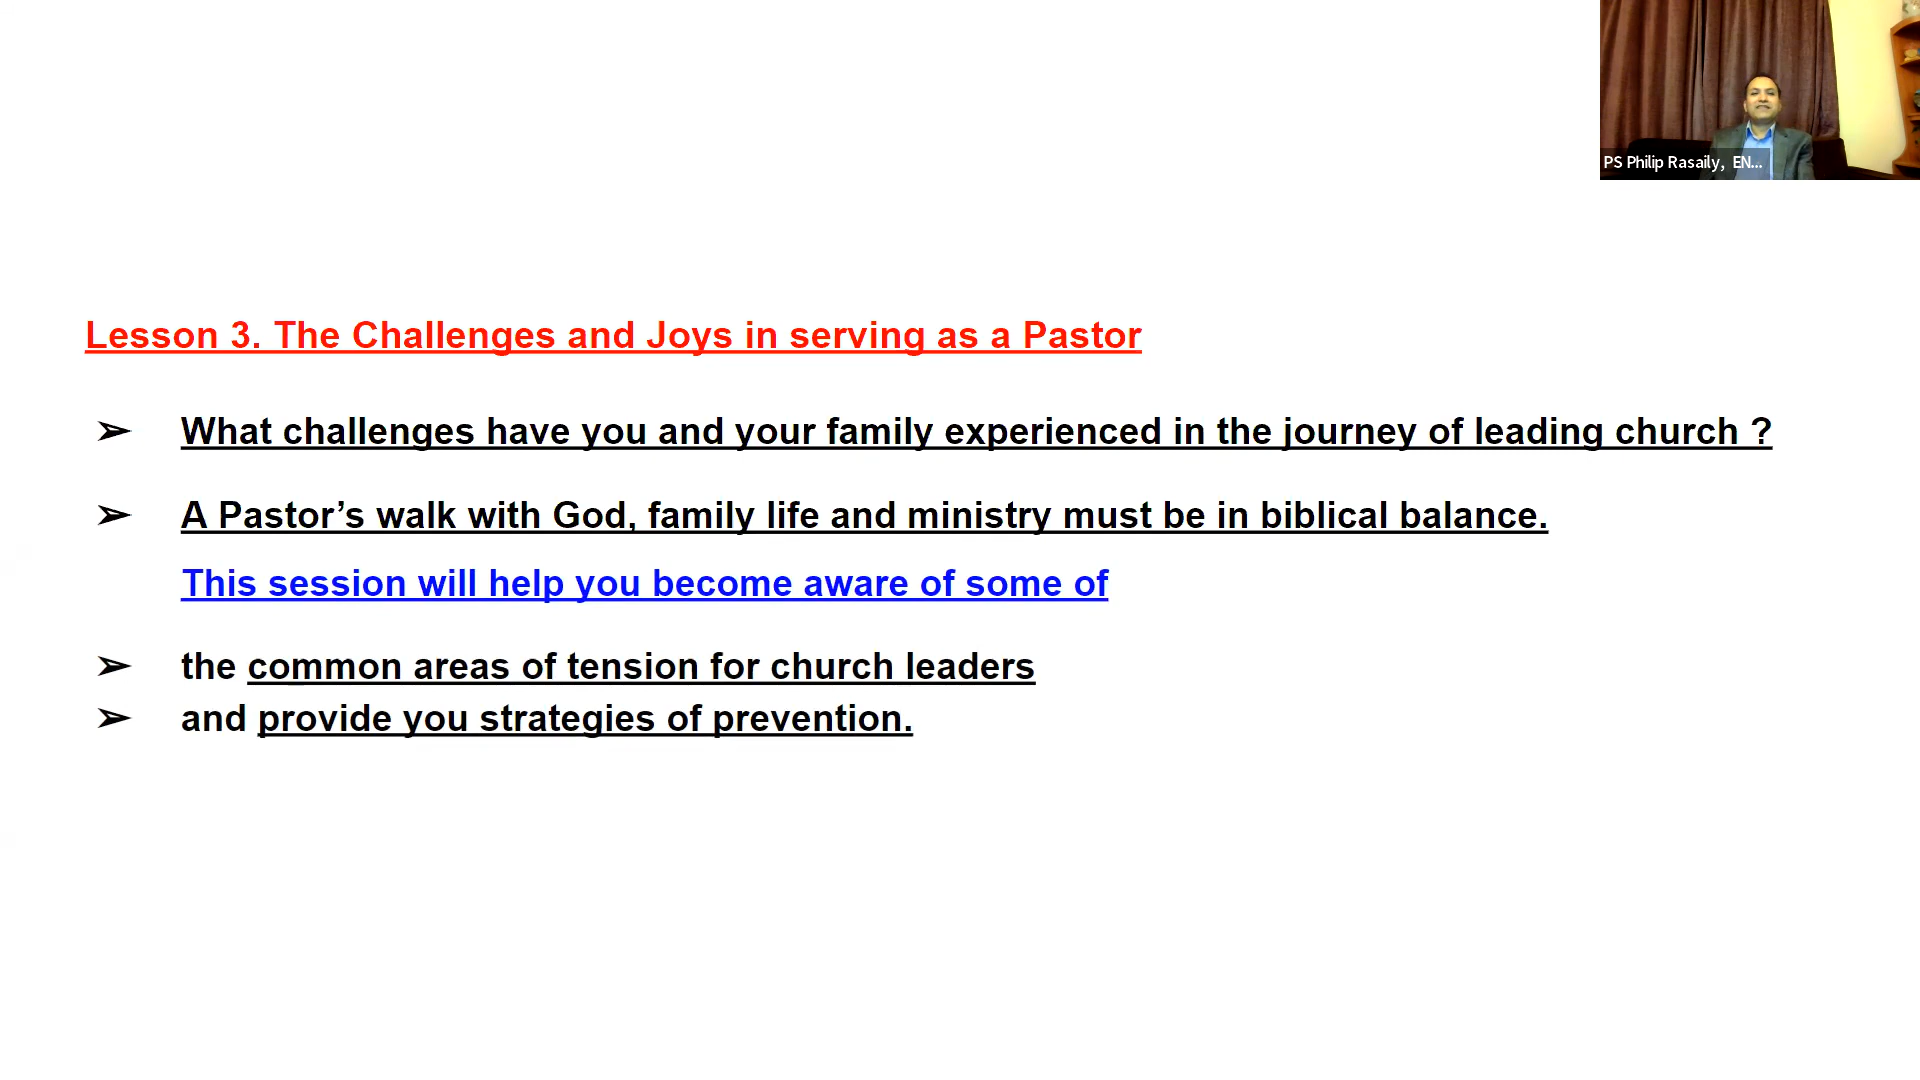 PS Philip Rasaily, EN...
Lesson 3. The Challenges and Joys in serving as a Pastor
➢ What challenges have you and your family experienced in the journey of leading church ?
➢ A Pastor’s walk with God, family life and ministry must be in biblical balance.
This session will help you become aware of some of
➢ the common areas of tension for church leaders
➢ and provide you strategies of prevention.